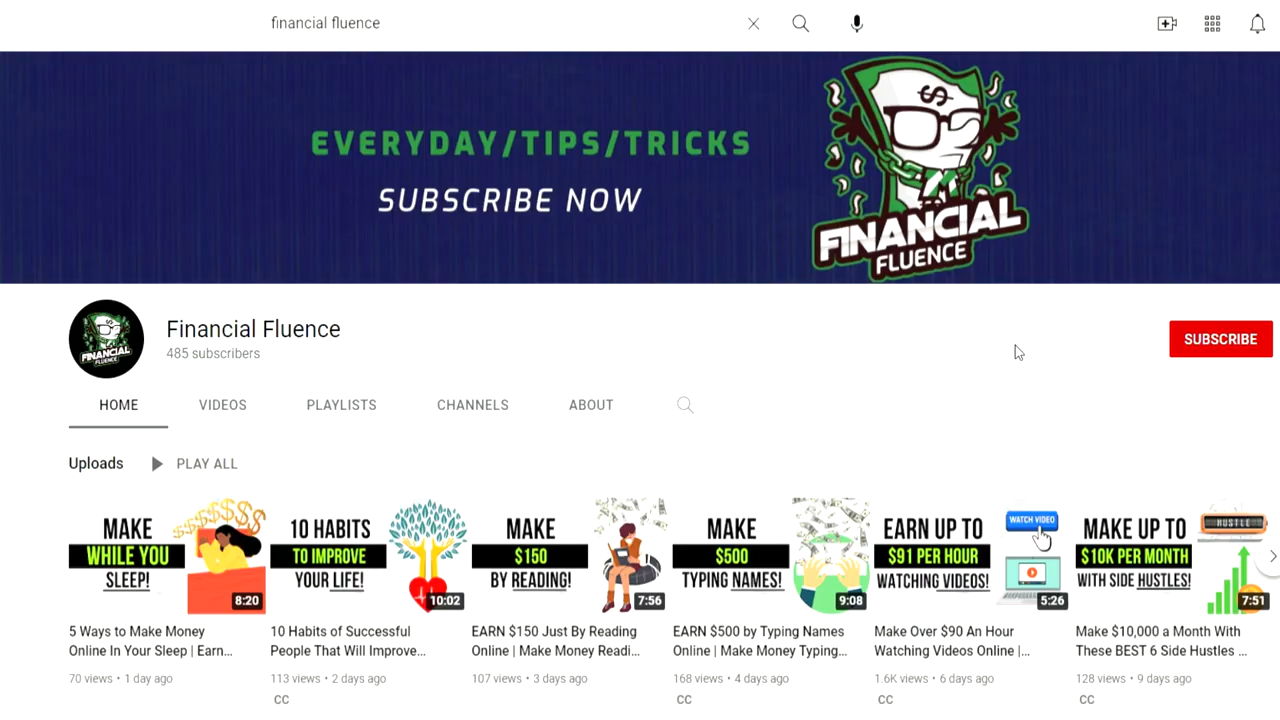 financial fluence
EVERYDAY/TIPS/TRICKS
SUBSCRIBE NOW
$
FINANCIAL
FLUENCE
FINANCIAL
FLUENCE
Financial Fluence
485 subscribers
SUBSCRIBE
HOME VIDEOS PLAYLISTS CHANNELS ABOUT
Uploads PLAY ALL
MAKE
WHILE YOU
SLEEP!
$$$$$$$
8:20
10 HABITS
TO IMPROVE
YOUR LIFE!
10:02
MAKE
$150
BY READING!
7:56
MAKE
$500
TYPING NAMES!
9:08
EARN UP TO
$91 PER HOUR
WATCHING VIDEOS!
WATCH VIDEO
5:26
MAKE UP TO
$10K PER MONTH
WITH SIDE HUSTLES!
HUSTLE
7:51
5 Ways to Make Money
Online In Your Sleep | Earn...
70 views • 1 day ago
10 Habits of Successful
People That Will Improve...
113 views • 2 days ago
CC
EARN $150 Just By Reading
Online | Make Money Readi...
107 views • 3 days ago
EARN $500 by Typing Names
Online | Make Money Typing...
168 views • 4 days ago
CC
Make Over $90 An Hour
Watching Videos Online |...
1.6K views • 6 days ago
CC
Make $10,000 a Month With
These BEST 6 Side Hustles ...
128 views • 9 days ago
CC